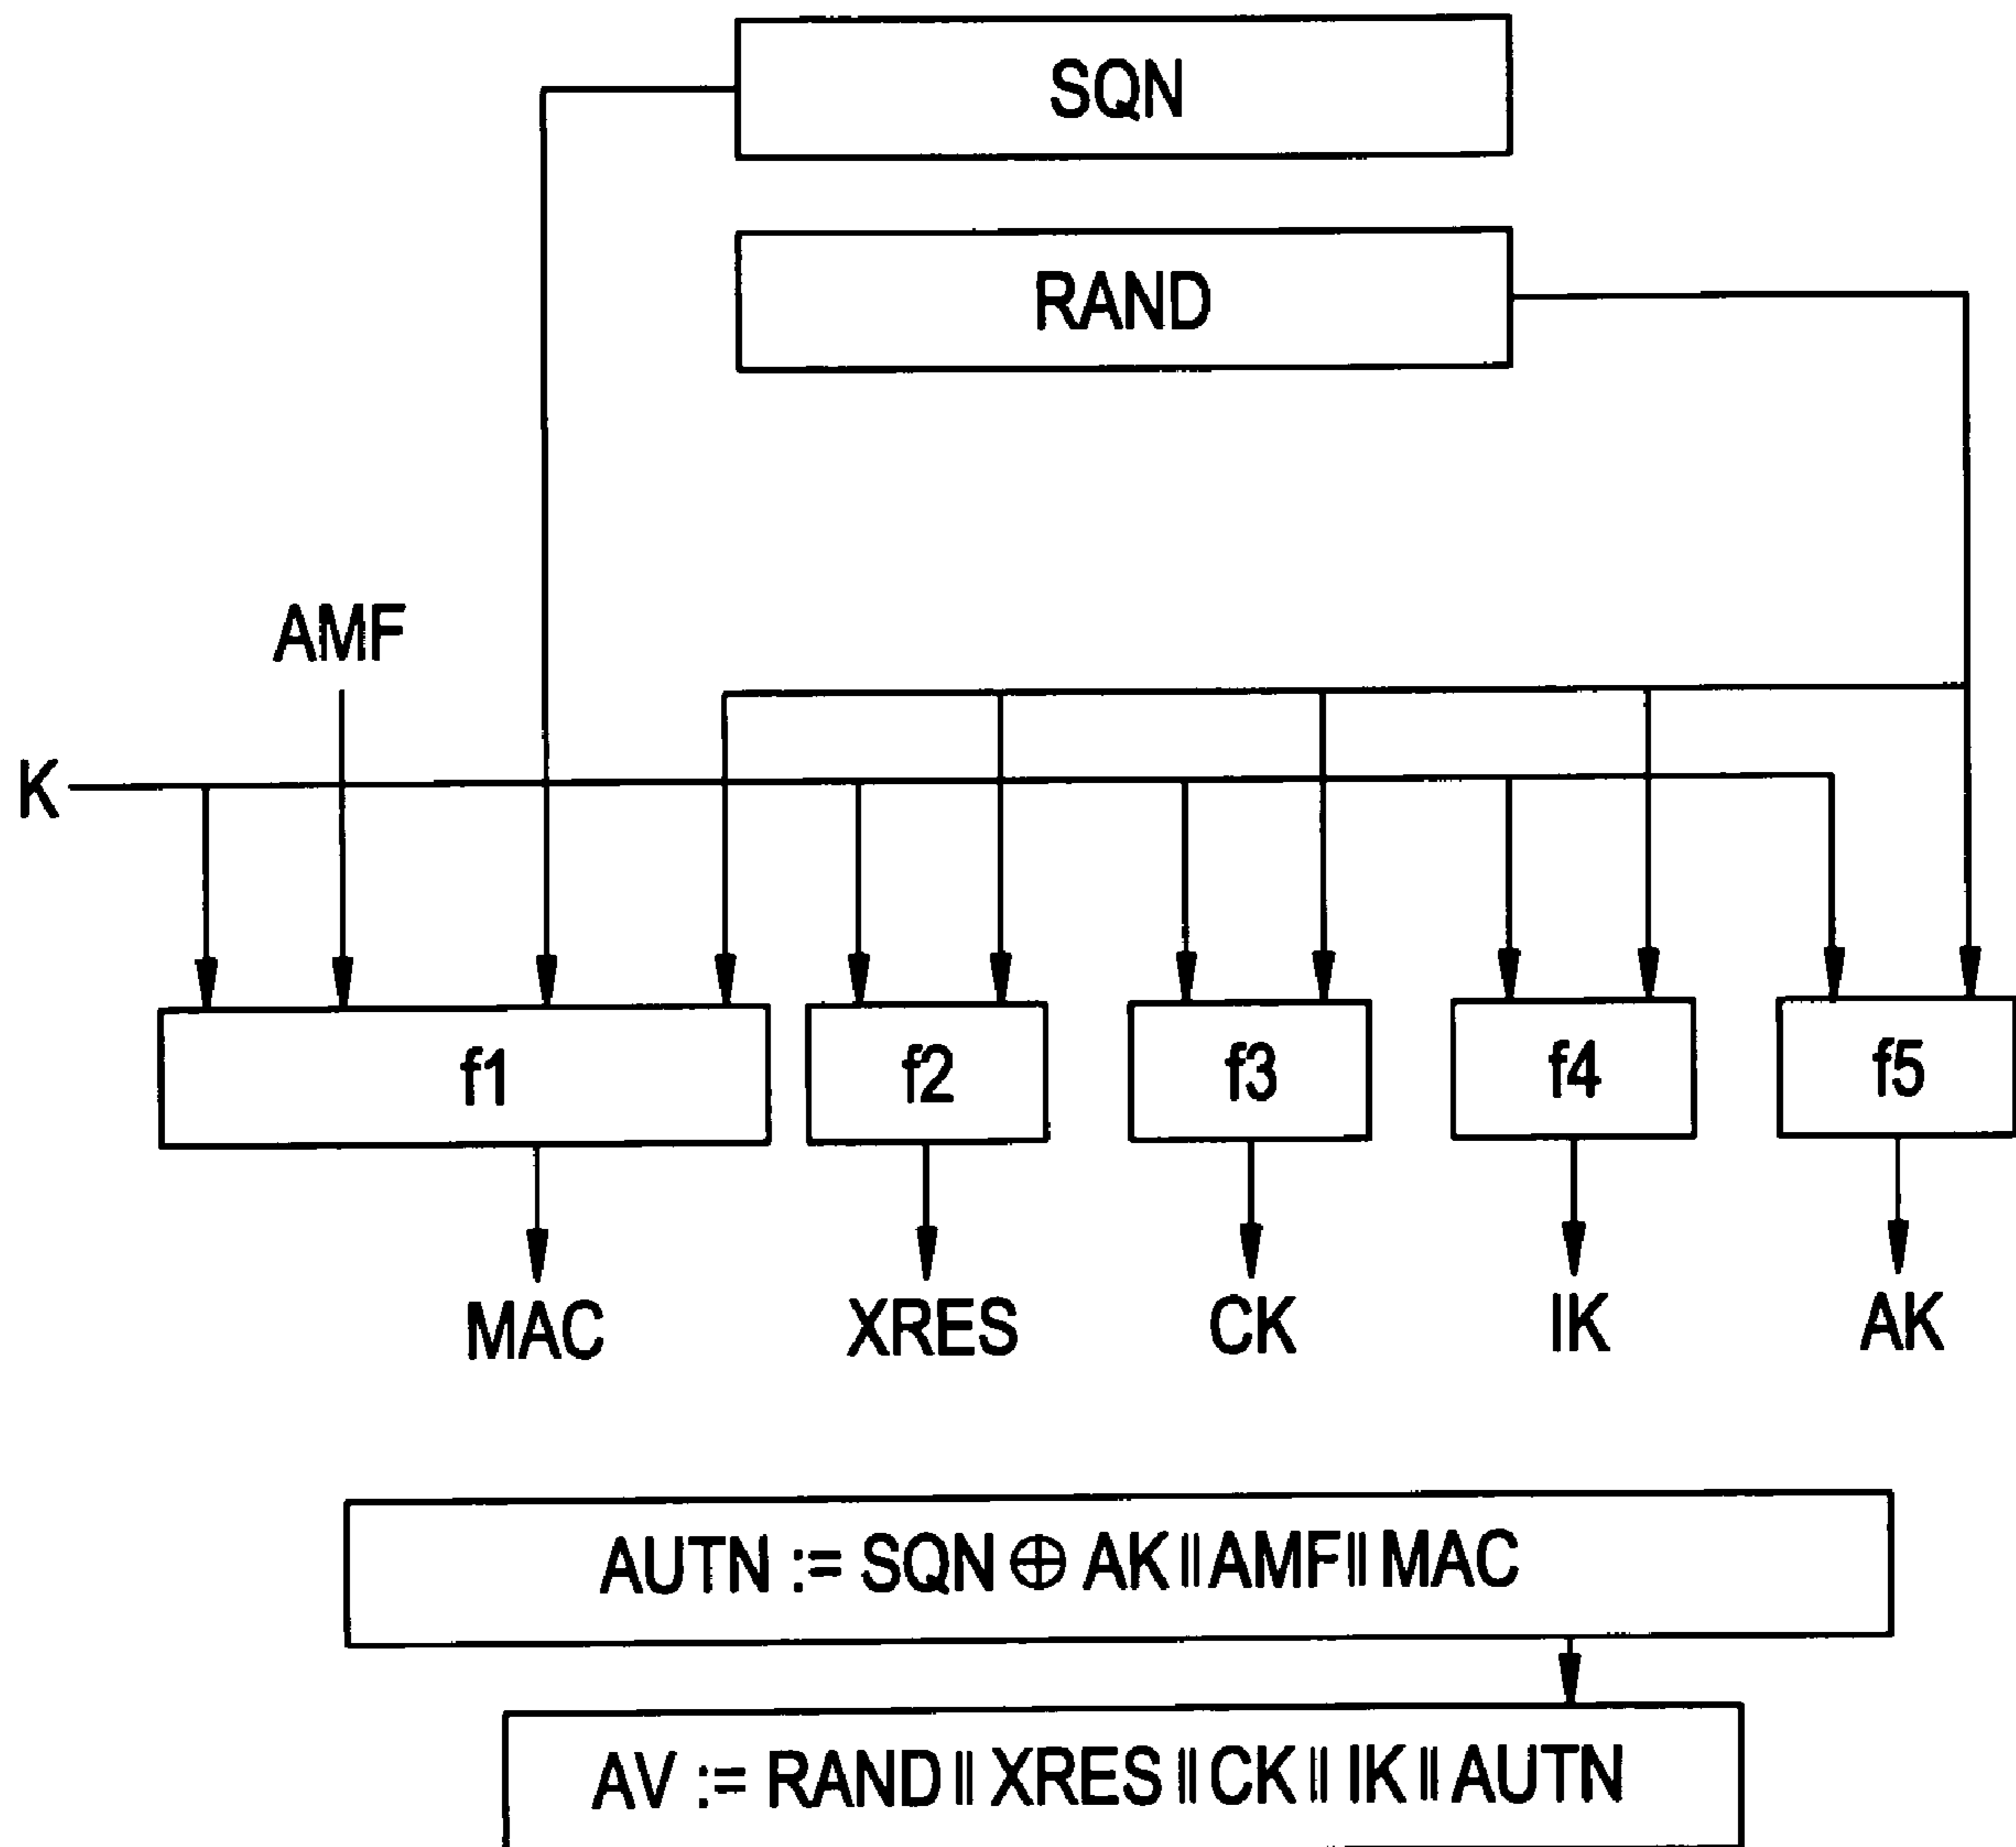 SQN
RAND
AMF
K
f1 f2 f3 f4 f5
MAC XRES CK IK AK
AUTN := SQN ⊕ AK || AMF || MAC
AV := RAND || XRES || CK || IK || AUTN